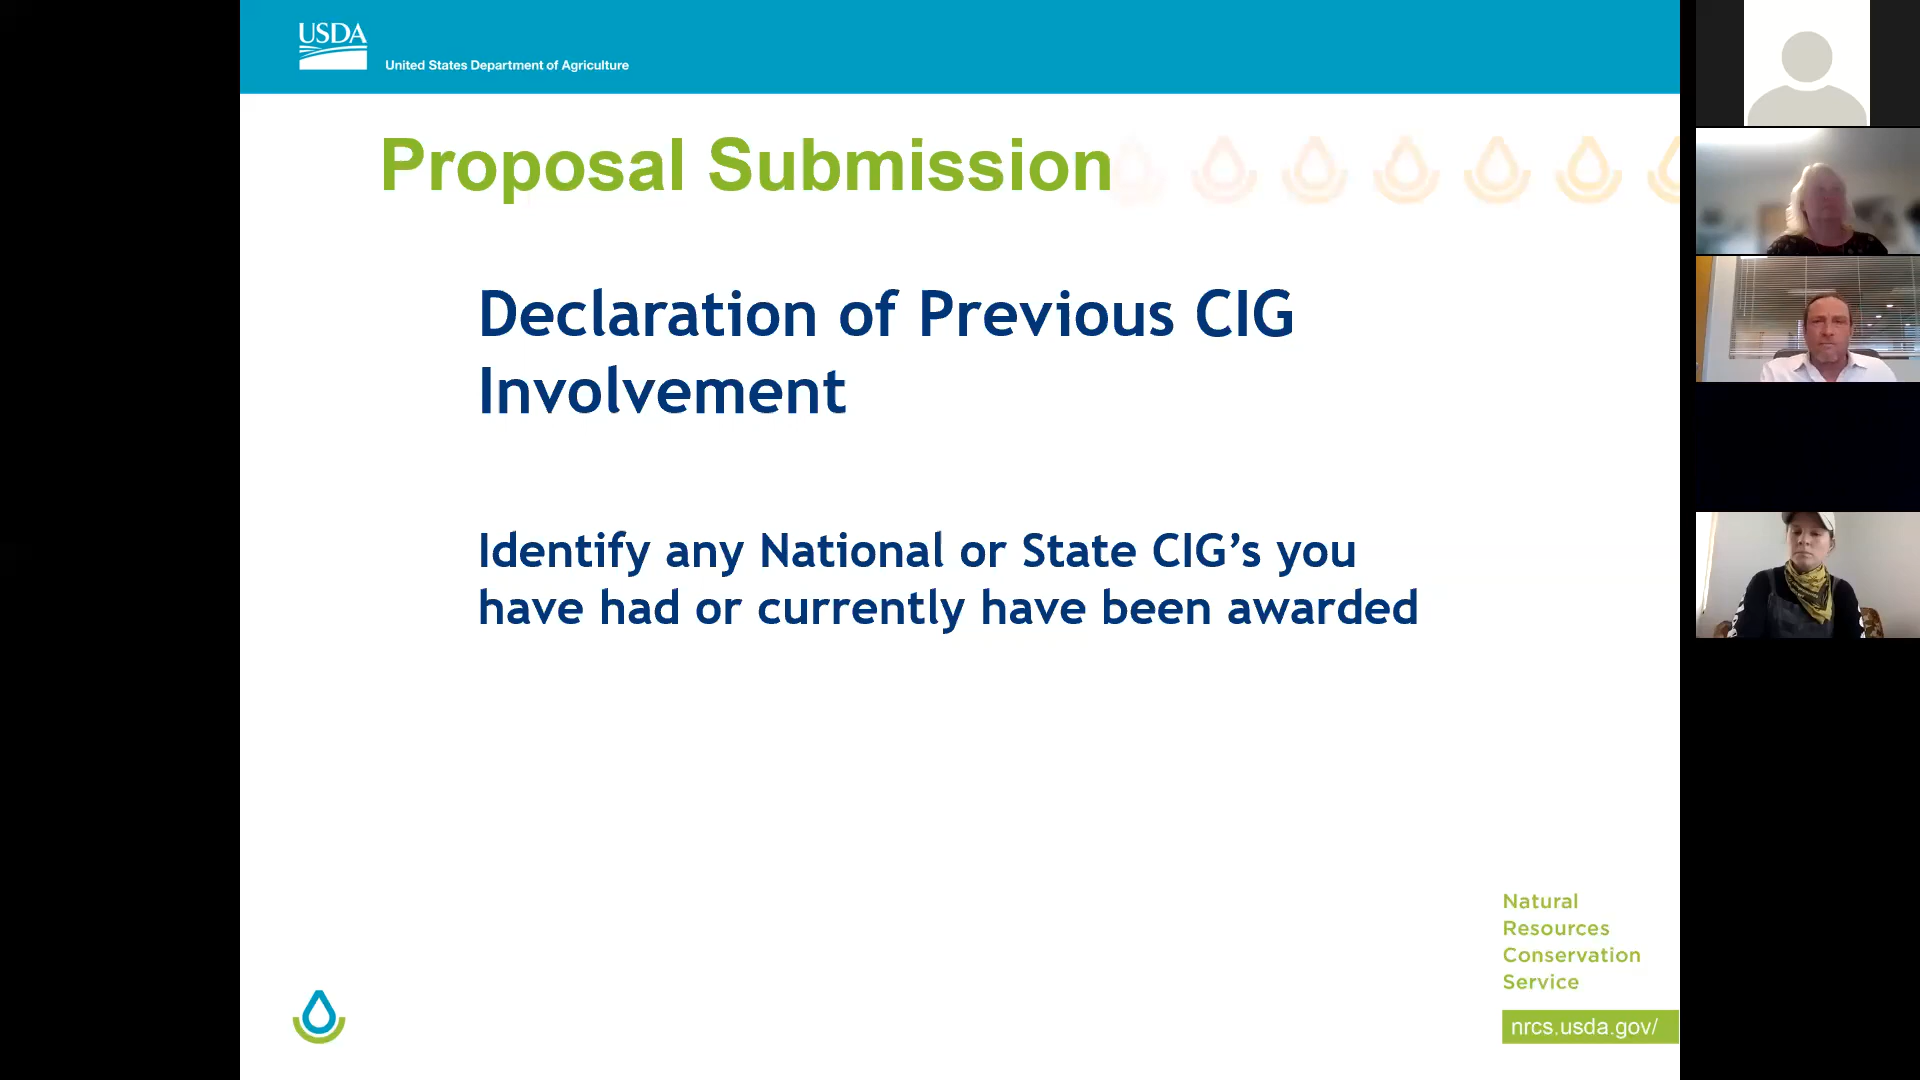 USDA
United States Department of Agriculture
Proposal Submission
Declaration of Previous CIG
Involvement
Identify any National or State CIG’s you
have had or currently have been awarded
Natural
Resources
Conservation
Service
nrcs.usda.gov/